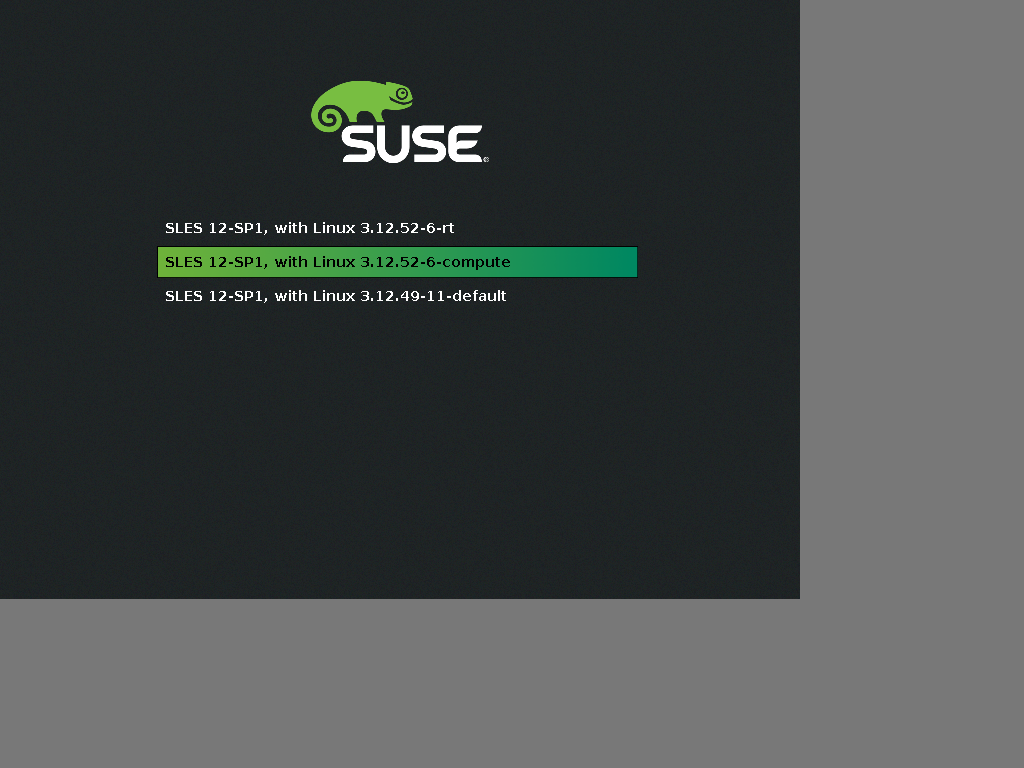 SUSE®
SLES 12-SP1, with Linux 3.12.52-6-rt
SLES 12-SP1, with Linux 3.12.52-6-compute
SLES 12-SP1, with Linux 3.12.49-11-default